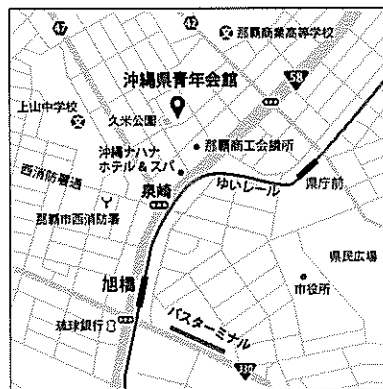 47
42
那覇商業高等学校
沖縄県青年会館
58
上山中学校
久米公園
那覇商工会議所
沖縄ナハナ
ホテル＆スパ
西消防署通
泉崎
ゆいレール
県庁前
那覇市西消防署
県民広場
旭橋
市役所
バスターミナル
琉球銀行
330